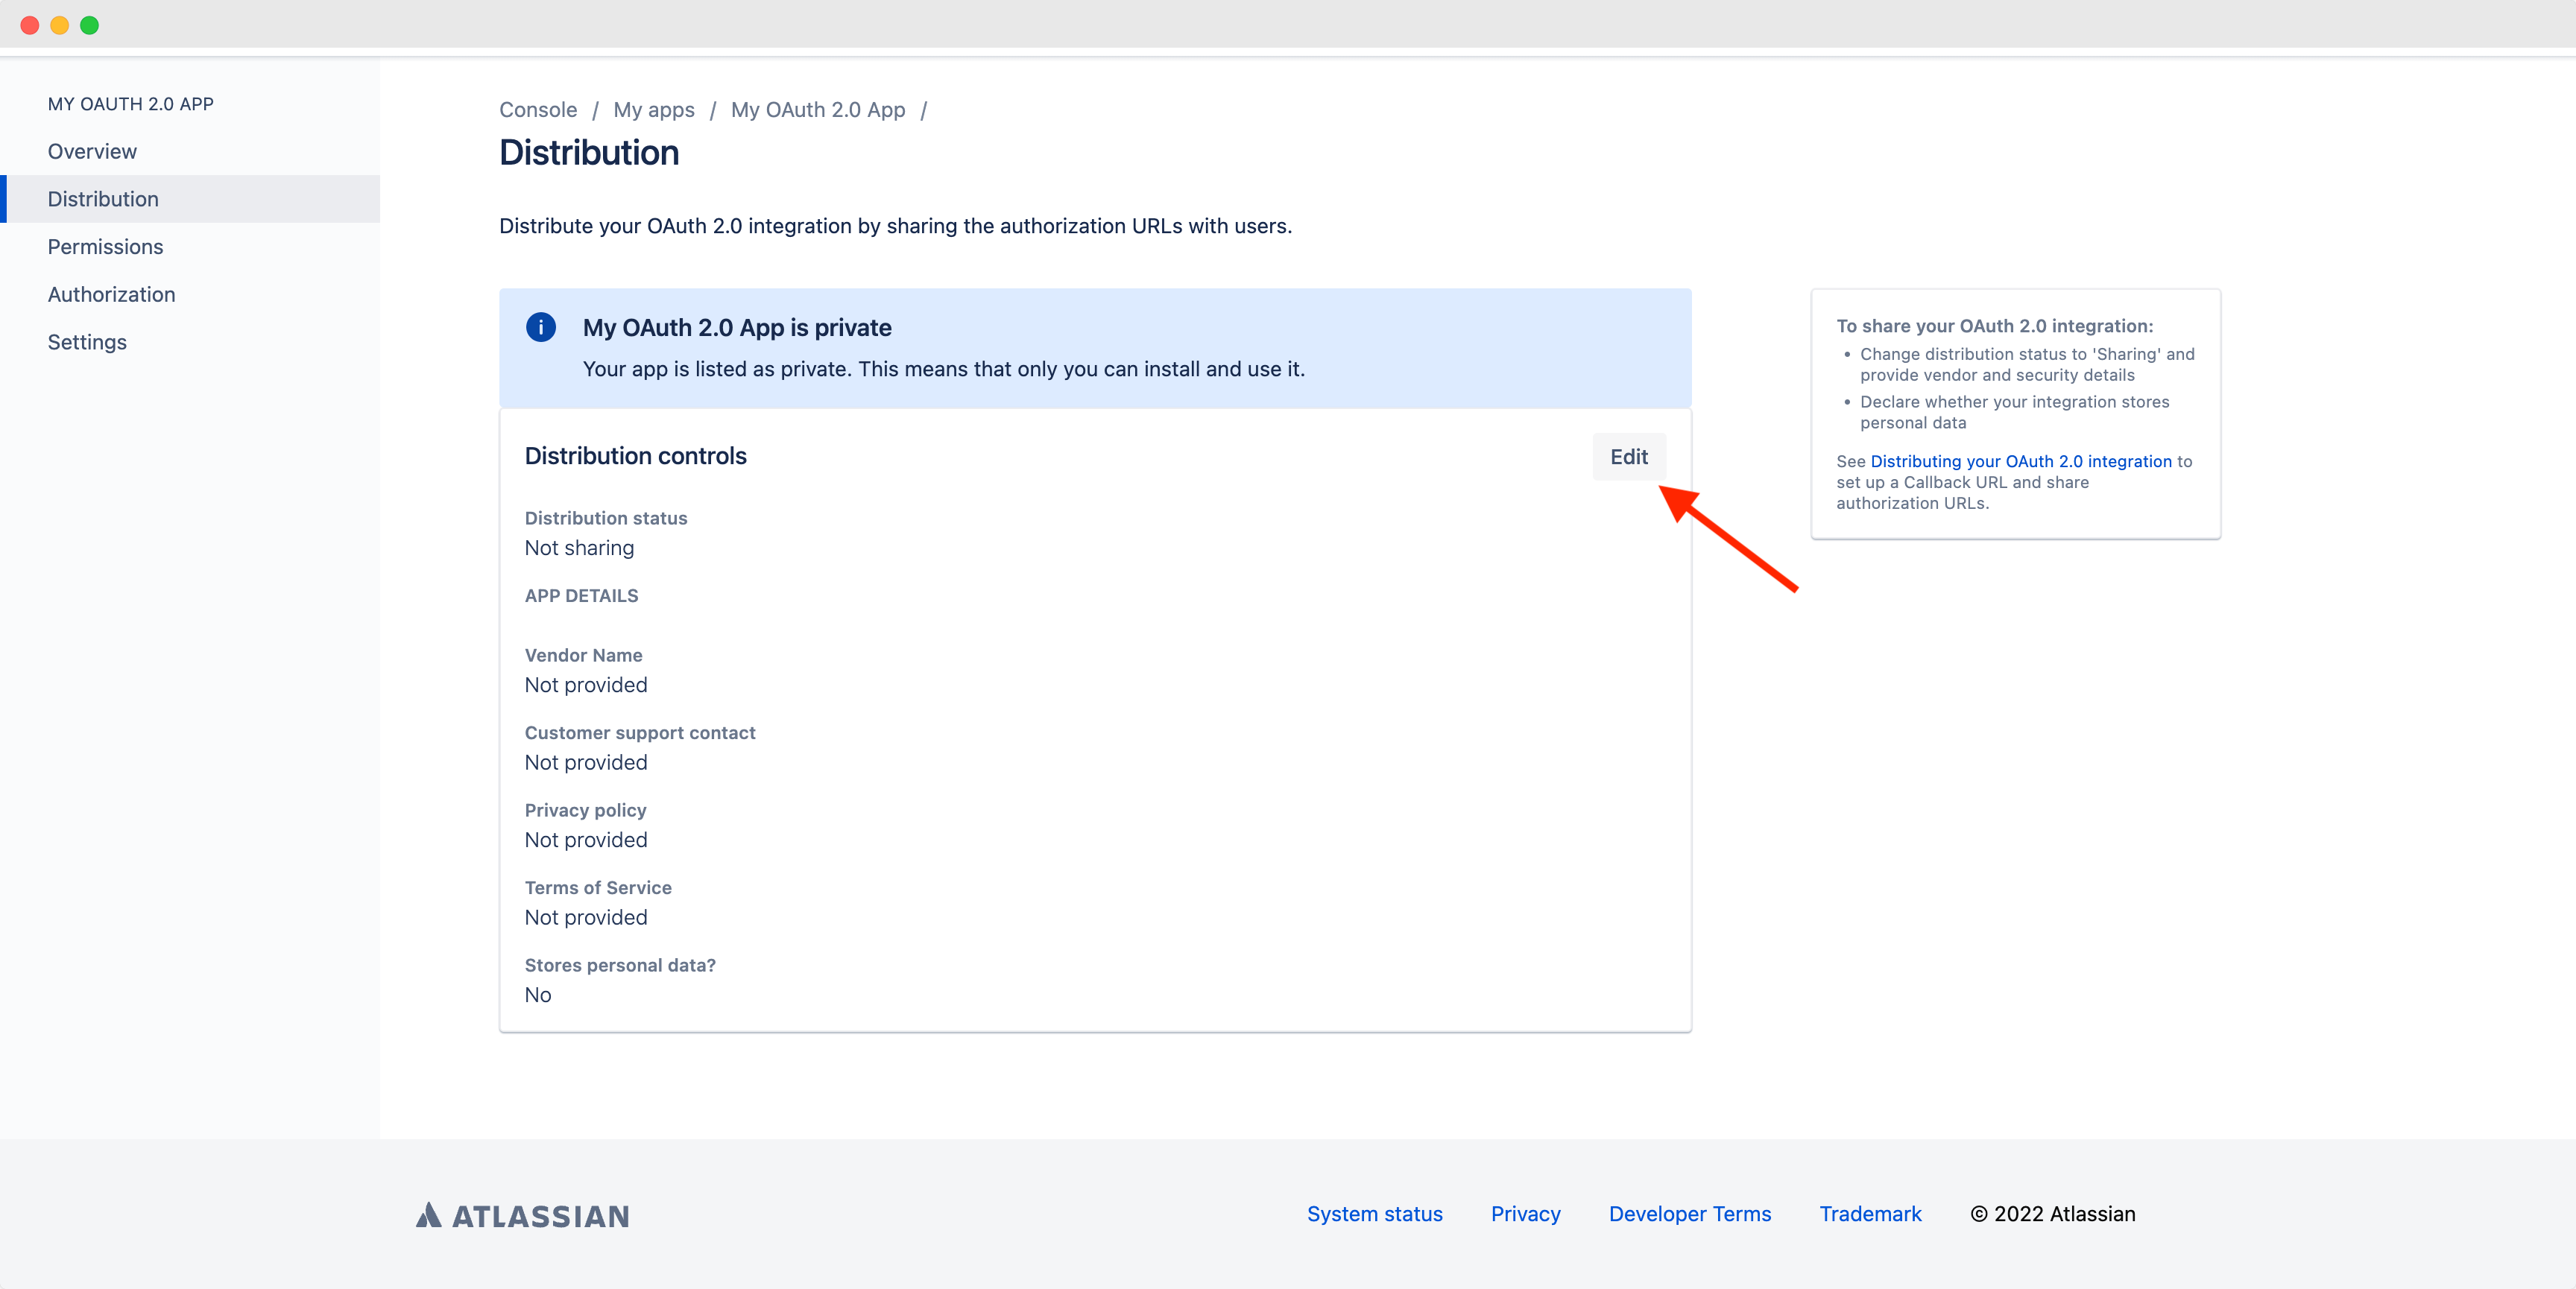 MY OAUTH 2.0 APP
Overview
Distribution
Permissions
Authorization
Settings
Console / My apps / My OAuth 2.0 App /
Distribution
Distribute your OAuth 2.0 integration by sharing the authorization URLs with users.
My OAuth 2.0 App is private
Your app is listed as private. This means that only you can install and use it.
Distribution controls
Edit
Distribution status
Not sharing
APP DETAILS
Vendor Name
Not provided
Customer support contact
Not provided
Privacy policy
Not provided
Terms of Service
Not provided
Stores personal data?
No
To share your OAuth 2.0 integration:
• Change distribution status to 'Sharing' and
provide vendor and security details
• Declare whether your integration stores
personal data
See Distributing your OAuth 2.0 integration to
set up a Callback URL and share
authorization URLs.
ATLASSIAN
System status Privacy Developer Terms Trademark © 2022 Atlassian